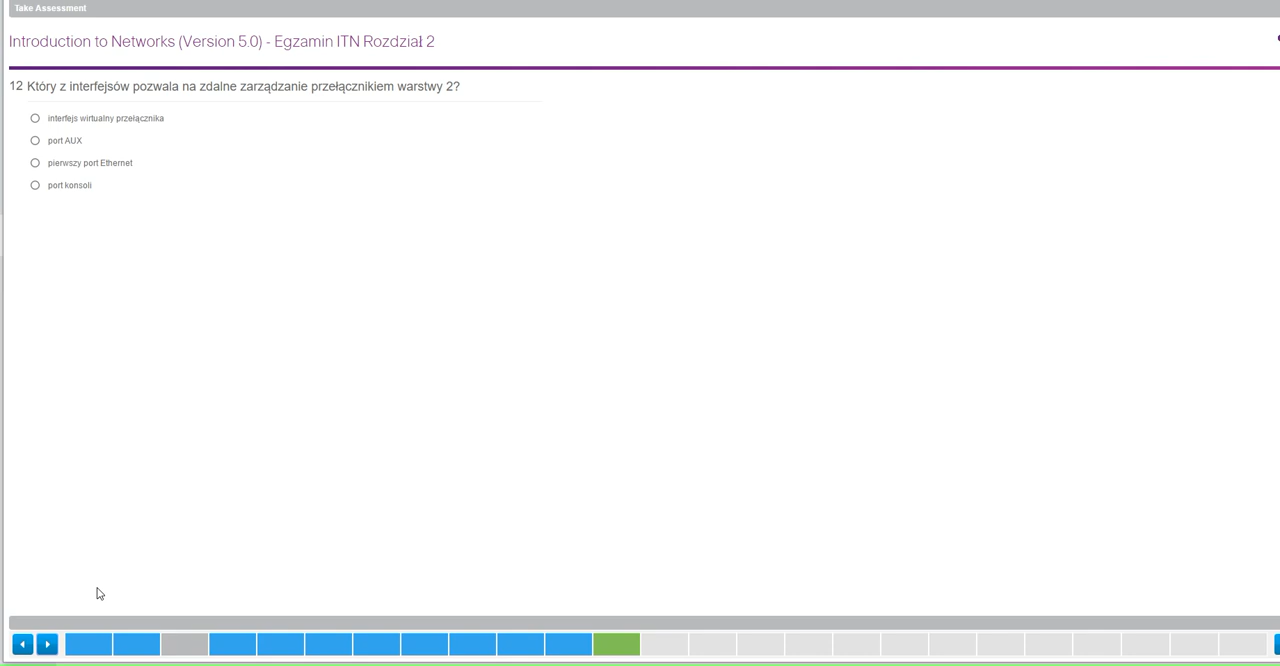 Take Assessment
Introduction to Networks (Version 5.0) - Egzamin ITN Rozdział 2
12 Który z interfejsów pozwala na zdalne zarządzanie przełącznikiem warstwy 2?
interfejs wirtualny przełącznika
port AUX
pierwszy port Ethernet
port konsoli